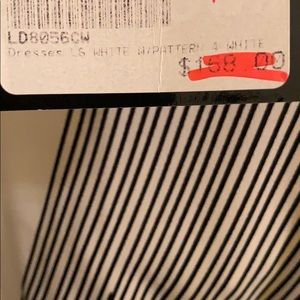 LD8056CW
Dresses LG WHITE W/PATTERN 4 WHITE
$158.00